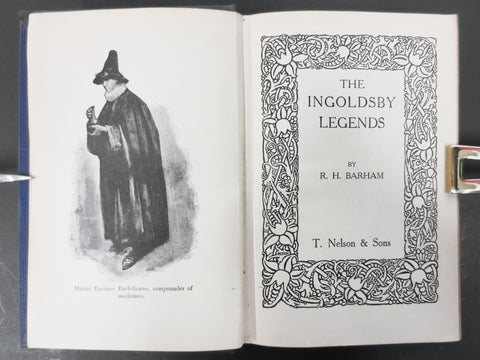 Master Erasmus Buckthorne, compounder of
medicines.
THE
INGOLDSBY
LEGENDS
BY
R. H. BARHAM
T. Nelson & Sons